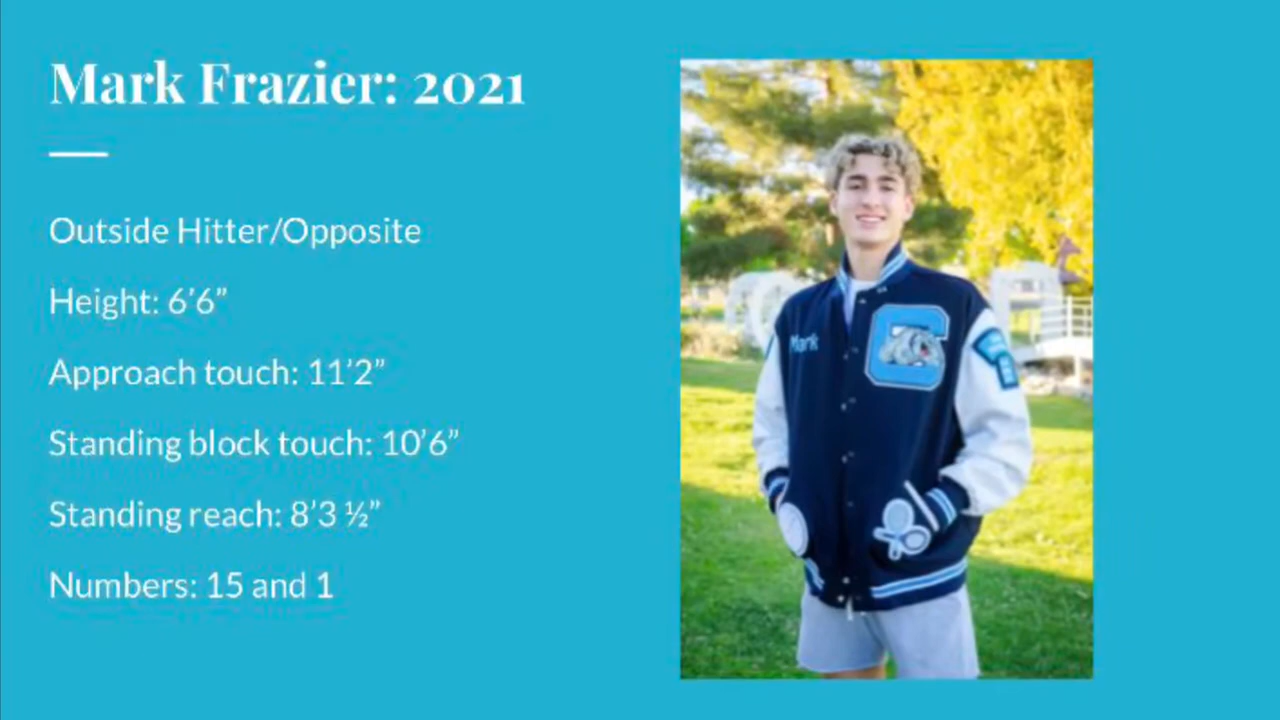 Mark Frazier: 2021
Outside Hitter/Opposite
Height: 6’6”
Approach touch: 11’2”
Standing block touch: 10’6”
Standing reach: 8’3 ½”
Numbers: 15 and 1
Mark
C